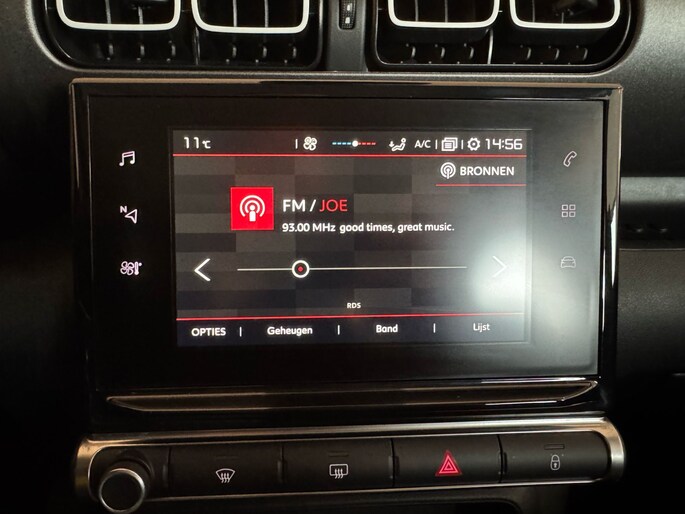 11°C A/C 14:56
BRONNEN
FM / JOE
93.00 MHz good times, great music.
N
RDS
OPTIES Geheugen Band Lijst